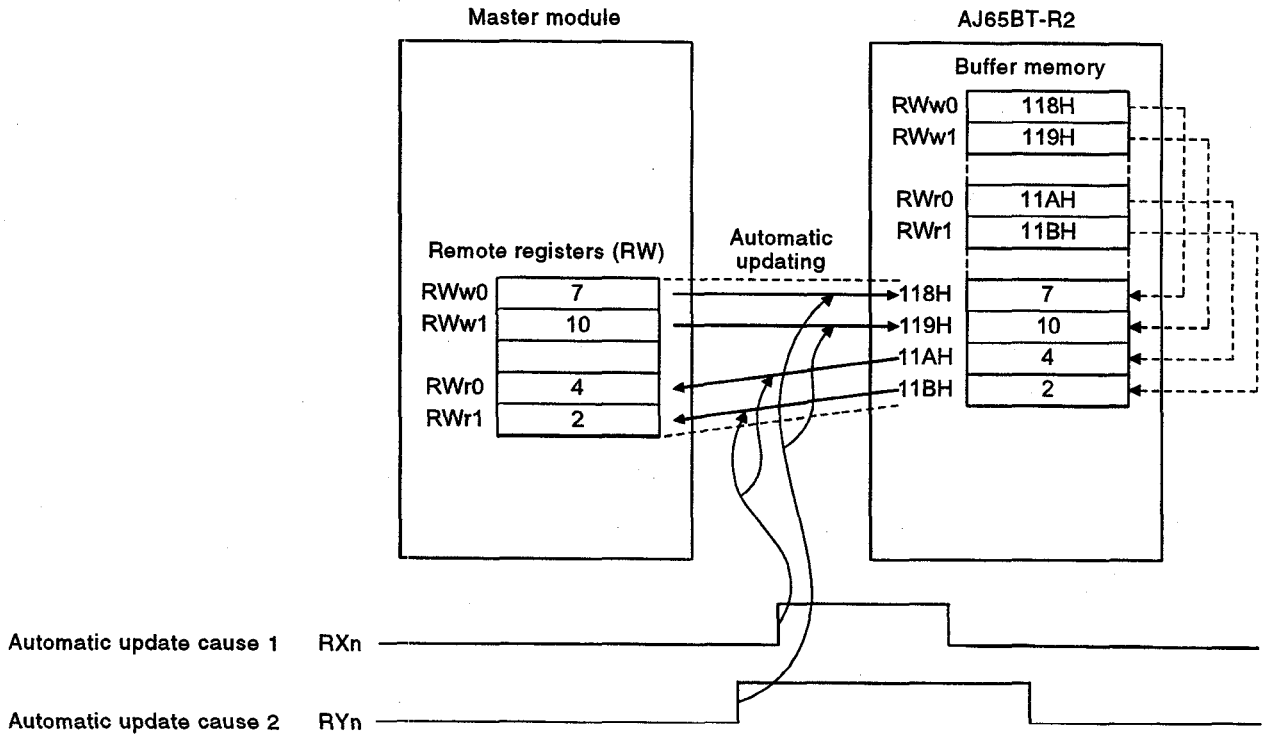 Master module
AJ65BT-R2
Buffer memory
RWw0 118H
RWw1 119H
RWr0 11AH
RWr1 11BH
Automatic
updating
Remote registers (RW)
RWw0 7
RWw1 10
RWr0 4
RWr1 2
118H 7
119H 10
11AH 4
11BH 2
Automatic update cause 1 RXn
Automatic update cause 2 RYn